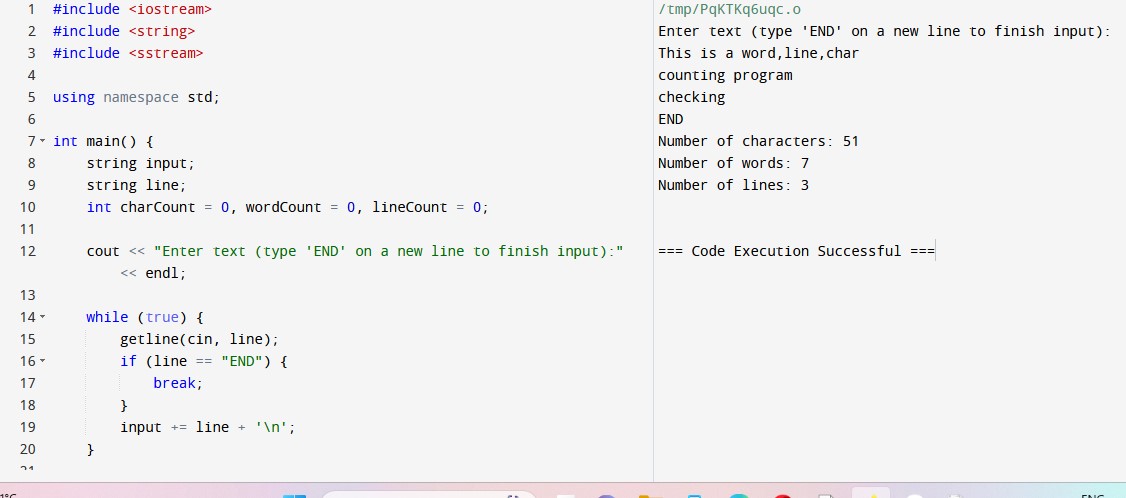 1 #include <iostream>
2 #include <string>
3 #include <sstream>
4
5 using namespace std;
6
7 int main() {
8 string input;
9 string line;
10 int charCount = 0, wordCount = 0, lineCount = 0;
11
12 cout << "Enter text (type 'END' on a new line to finish input):"
<< endl;
13
14 while (true) {
15 getline(cin, line);
16 if (line == "END") {
17 break;
18 }
19 input += line + '\n';
20 }
/tmp/PqKTKq6uqc.o
Enter text (type 'END' on a new line to finish input):
This is a word,line,char
counting program
checking
END
Number of characters: 51
Number of words: 7
Number of lines: 3
=== Code Execution Successful ===